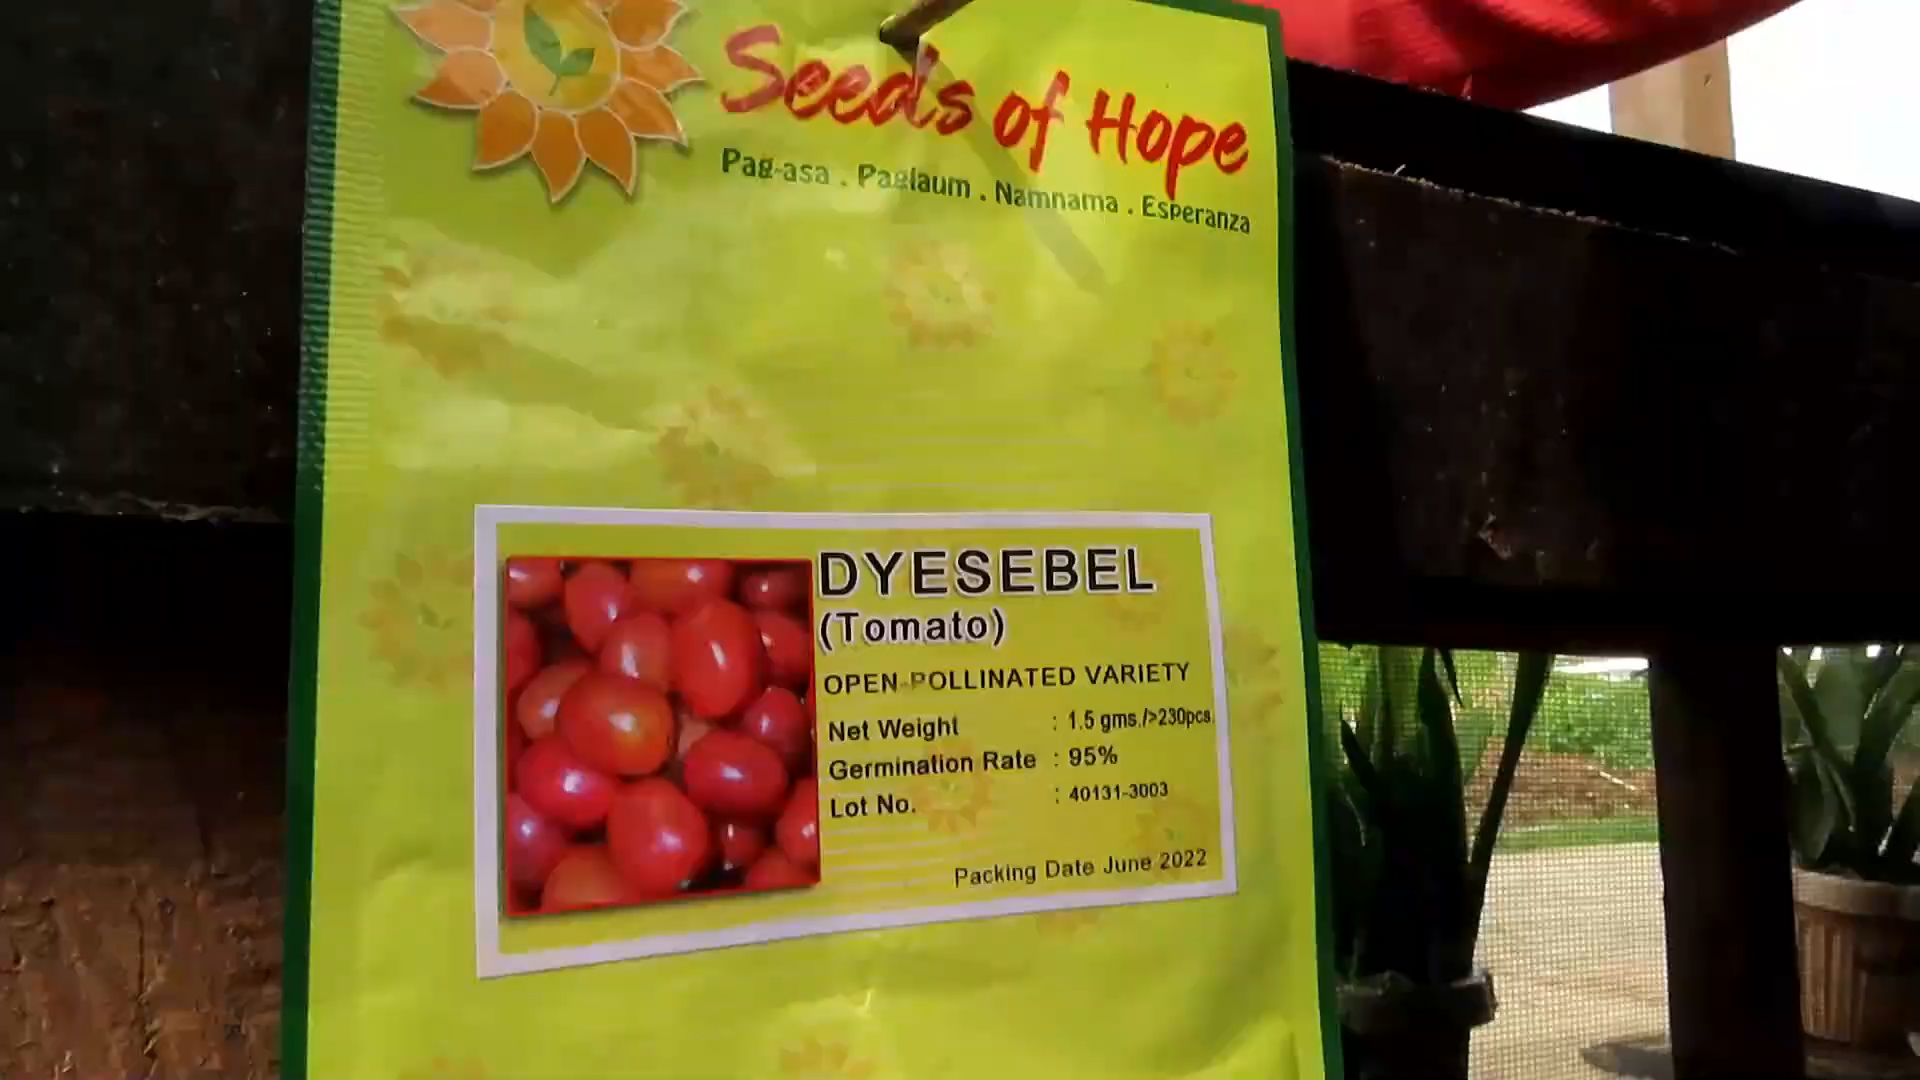 Seeds of Hope
Pag-asa . Paglaum . Namnama . Esperanza
DYESEBEL
(Tomato)
OPEN-POLLINATED VARIETY
Net Weight : 1.5 gms./>230pcs.
Germination Rate : 95%
Lot No. : 40131-3003
Packing Date June 2022